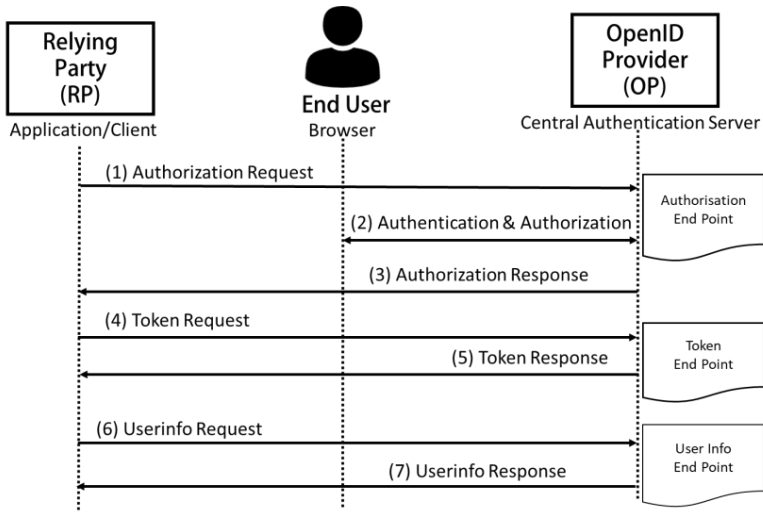 Relying
Party
(RP)
Application/Client
End User
Browser
OpenID
Provider
(OP)
Central Authentication Server
(1) Authorization Request
Authorisation
End Point
(2) Authentication & Authorization
(3) Authorization Response
(4) Token Request
Token
End Point
(5) Token Response
(6) Userinfo Request
User Info
End Point
(7) Userinfo Response